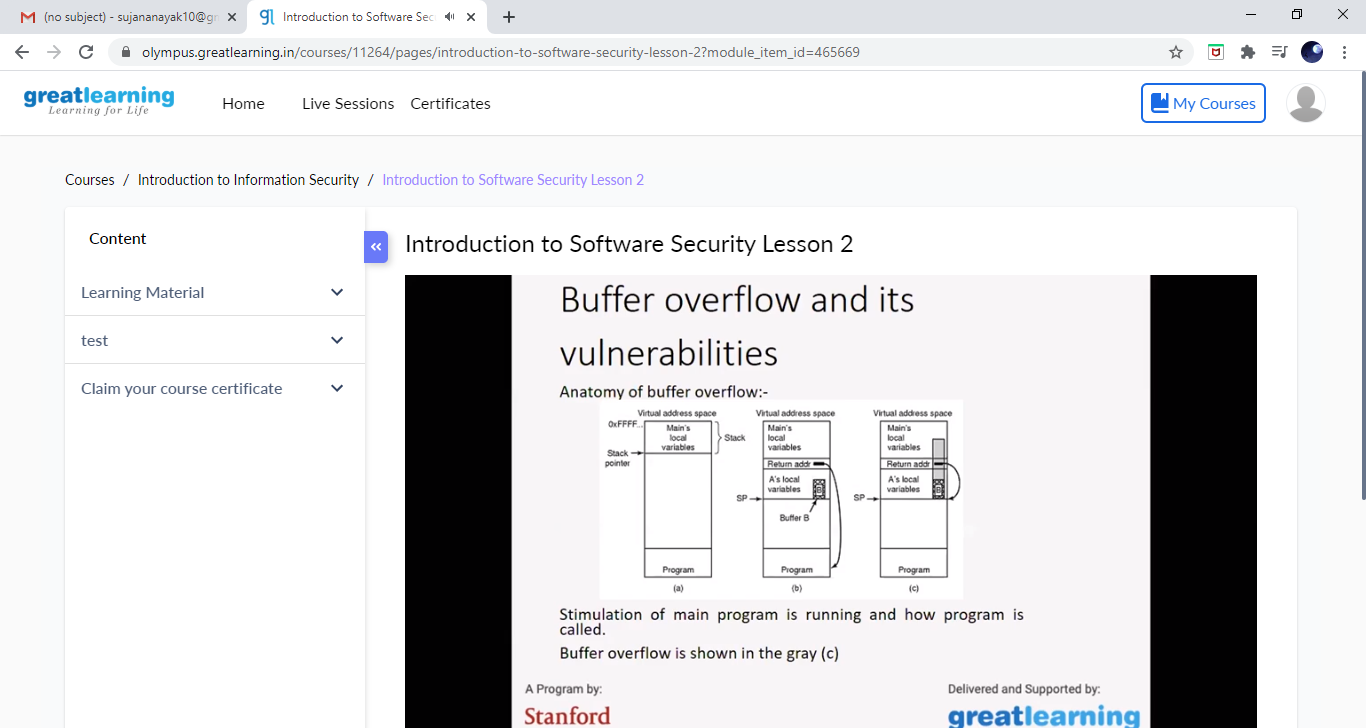 (no subject) - sujananayak10@gm
Introduction to Software Sec
olympus.greatlearning.in/courses/11264/pages/introduction-to-software-security-lesson-2?module_item_id=465669
greatlearning
Learning for Life
Home
Live Sessions
Certificates
My Courses
Courses / Introduction to Information Security / Introduction to Software Security Lesson 2
Content
«
Learning Material
test
Claim your course certificate
Introduction to Software Security Lesson 2
Buffer overflow and its
vulnerabilities
Anatomy of buffer overflow:-
Virtual address space
0xFFFF...
Main's
local
variables
Stack
Stack
pointer
Program
(a)
Virtual address space
Main's
local
variables
Return addr
A's local
variables
SP
B
Buffer B
Program
(b)
Virtual address space
Main's
local
variables
Return addr
A's local
variables
SP
B
Program
(c)
Stimulation of main program is running and how program is
called.
Buffer overflow is shown in the gray (c)
A Program by:
Stanford
Delivered and Supported by:
greatlearning